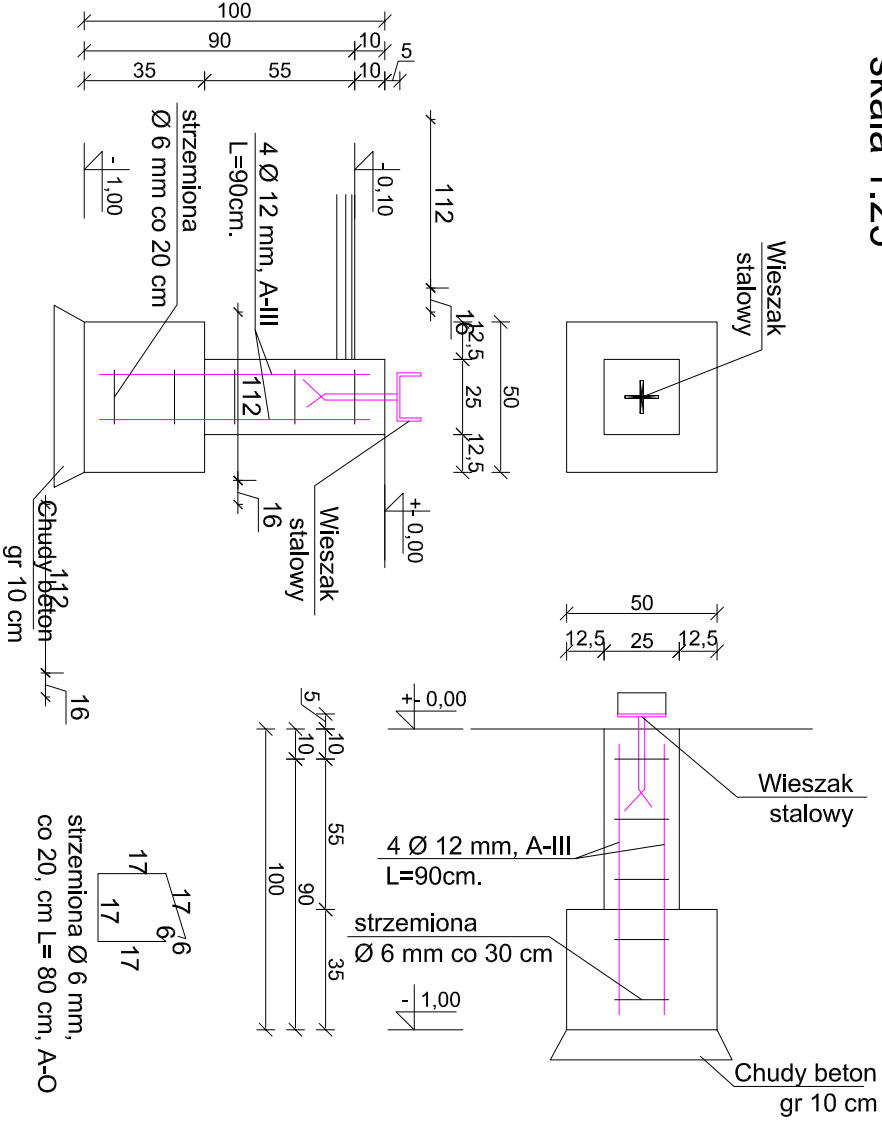 skala 1:25
100
90
10
35
55
10
5
strzemiona
Ø 6 mm co 20 cm
4 Ø 12 mm, A-III
L=90cm.
- 1,00
- 0,10
112
16
12,5
25
12,5
50
Wieszak
stalowy
112
16
+- 0,00
Wieszak
stalowy
Chudy beton
gr 10 cm
112
16
50
12,5
25
12,5
+- 0,00
5
10
10
55
90
100
35
Wieszak
stalowy
4 Ø 12 mm, A-III
L=90cm.
strzemiona
Ø 6 mm co 30 cm
- 1,00
Chudy beton
gr 10 cm
17
17
17
17
6
6
strzemiona Ø 6 mm,
co 20, cm L= 80 cm, A-O